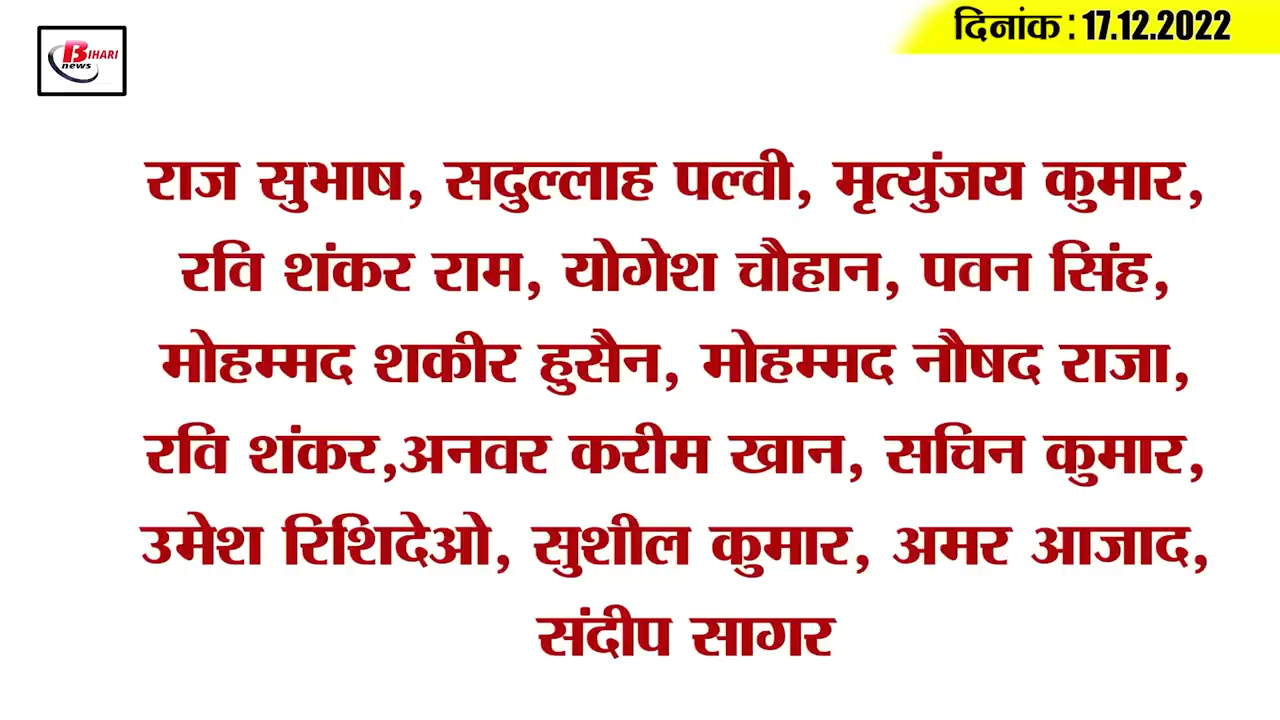 BIHARI
news
दिनांक : 17.12.2022
राज सुभाष, सदुल्लाह पल्वी, मृत्युंजय कुमार,
रवि शंकर राम, योगेश चौहान, पवन सिंह,
मोहम्मद शकीर हुसैन, मोहम्मद नौषद राजा,
रवि शंकर,अनवर करीम खान, सचिन कुमार,
उमेश रिशिदेओ, सुशील कुमार, अमर आजाद,
संदीप सागर